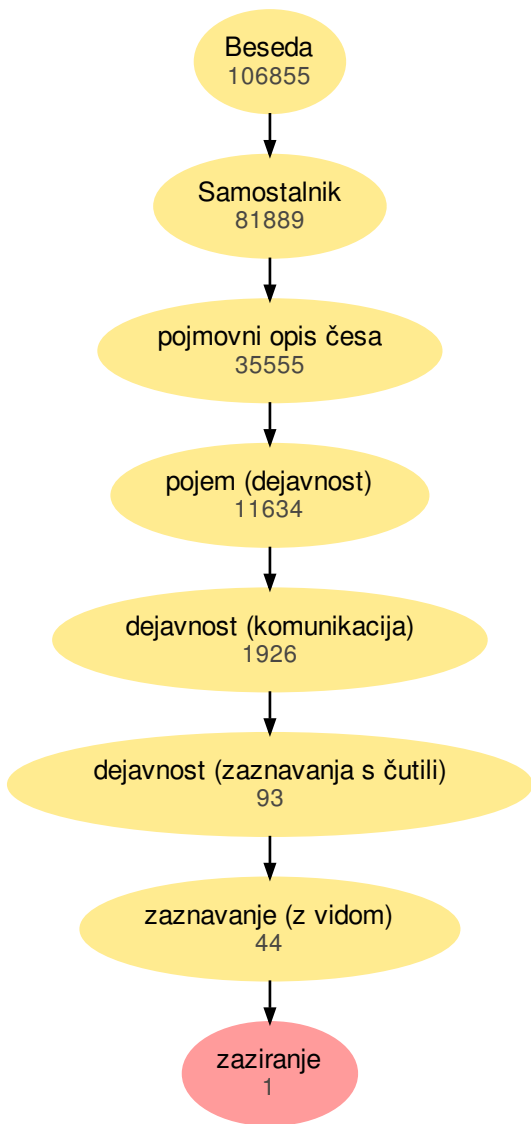 Beseda
106855
Samostalnik
81889
pojmovni opis česa
35555
pojem (dejavnost)
11634
dejavnost (komunikacija)
1926
dejavnost (zaznavanja s čutili)
93
zaznavanje (z vidom)
44
zaziranje
1